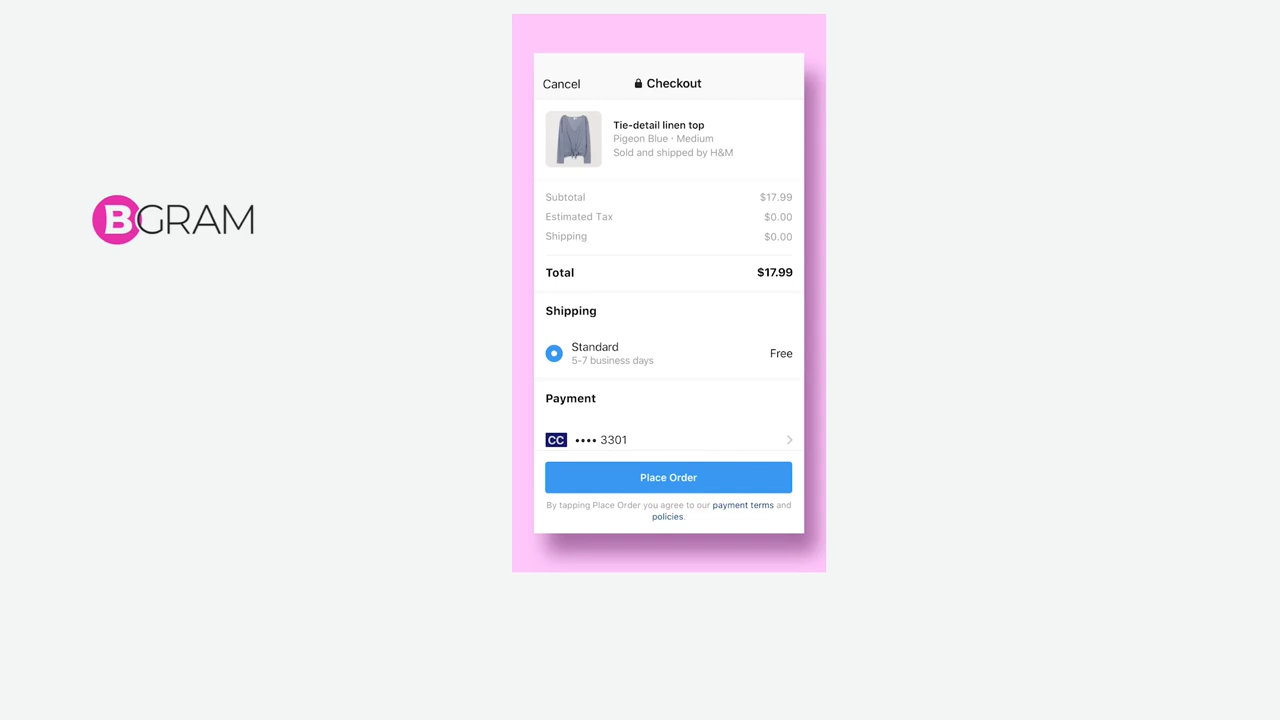 BGRAM
Cancel
Checkout
Tie-detail linen top
Pigeon Blue · Medium
Sold and shipped by H&M
Subtotal $17.99
Estimated Tax $0.00
Shipping $0.00
Total $17.99
Shipping
Standard
5-7 business days
Free
Payment
CC •••• 3301
Place Order
By tapping Place Order you agree to our payment terms and
policies.